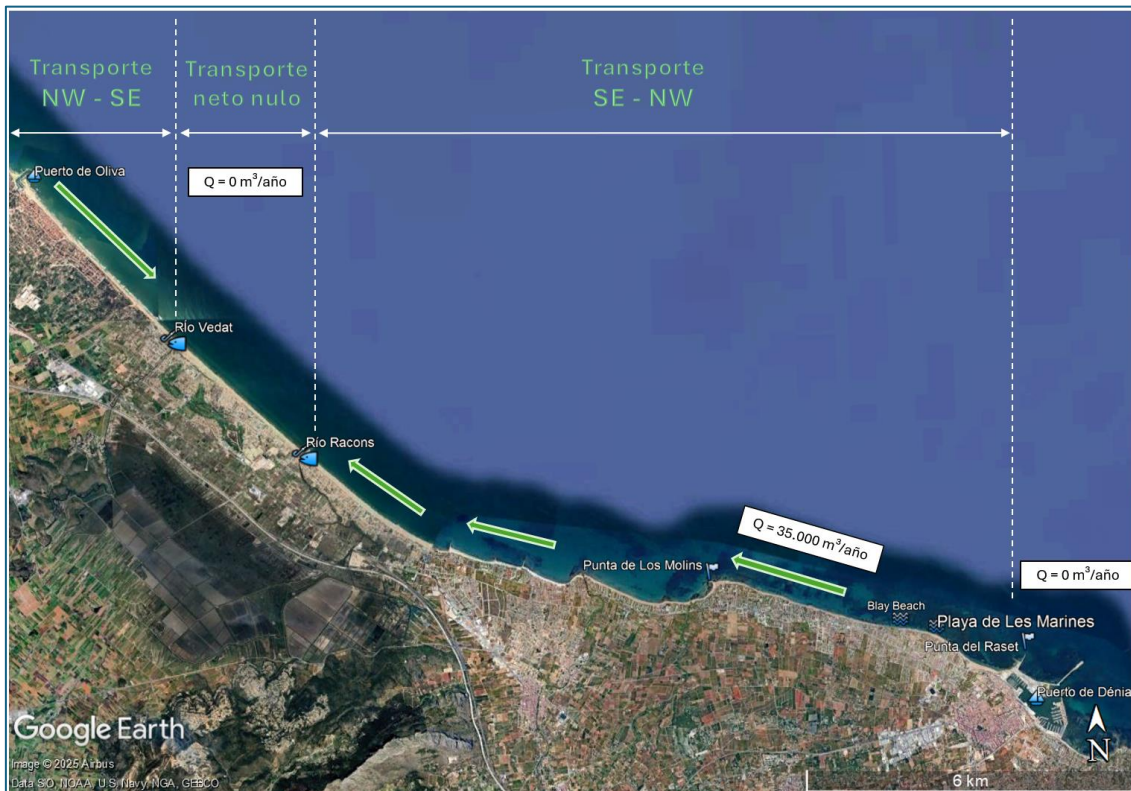 Transporte
NW - SE
Transporte
neto nulo
Transporte
SE - NW
Puerto de Oliva
Q = 0 m³/año
Río Vedat
Río Racons
Q = 35.000 m³/año
Punta de Los Molins
Q = 0 m³/año
Blay Beach
Playa de Les Marines
Punta del Raset
Puerto de Dénia
N
Google Earth
Image © 2025 Airbus
Data SIO, NOAA, U.S. Navy, NGA, GEBCO
6 km